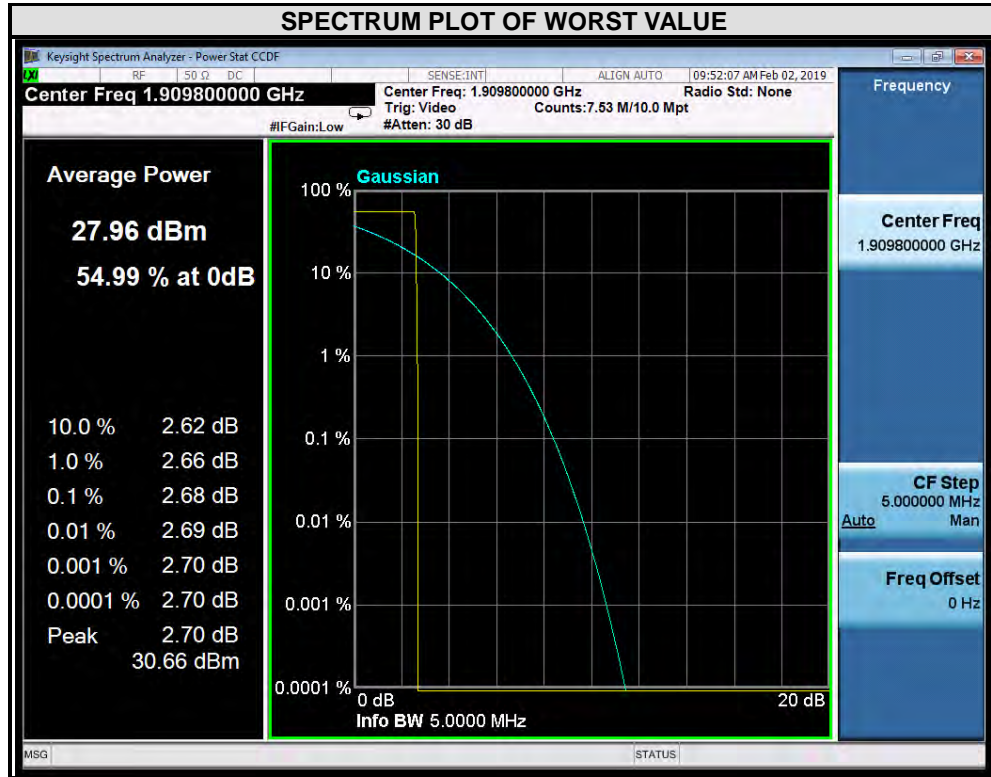 SPECTRUM PLOT OF WORST VALUE
Keysight Spectrum Analyzer - Power Stat CCDF
LXI RF 50 Ω DC SENSE:INT ALIGN AUTO 09:52:07 AM Feb 02, 2019
Center Freq 1.909800000 GHz
Center Freq: 1.909800000 GHz
Radio Std: None
Trig: Video
Counts:7.53 M/10.0 Mpt
#IFGain:Low
#Atten: 30 dB
Average Power
27.96 dBm
54.99 % at 0dB
10.0 % 2.62 dB
1.0 % 2.66 dB
0.1 % 2.68 dB
0.01 % 2.69 dB
0.001 % 2.70 dB
0.0001 % 2.70 dB
Peak 2.70 dB
30.66 dBm
Gaussian
100 %
10 %
1 %
0.1 %
0.01 %
0.001 %
0.0001 %
0 dB
20 dB
Info BW 5.0000 MHz
Frequency
Center Freq
1.909800000 GHz
CF Step
5.000000 MHz
Auto Man
Freq Offset
0 Hz
MSG
STATUS